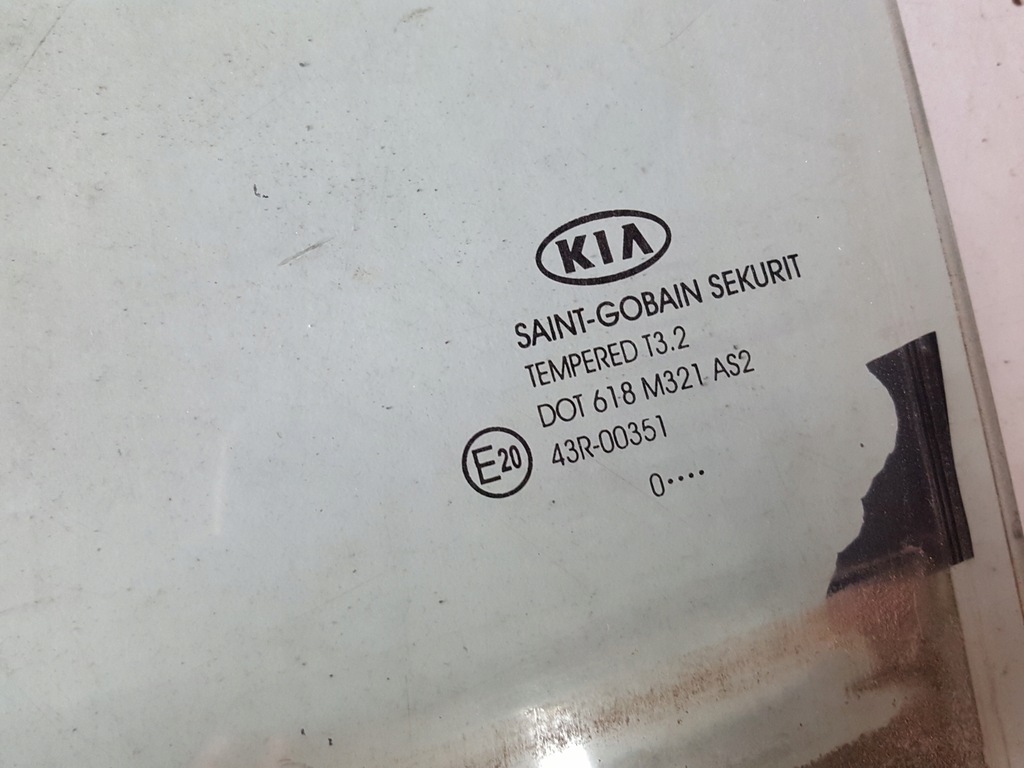 KIA
SAINT-GOBAIN SEKURIT
TEMPERED T3.2
DOT 618 M321 AS2
E20 43R-00351
0····